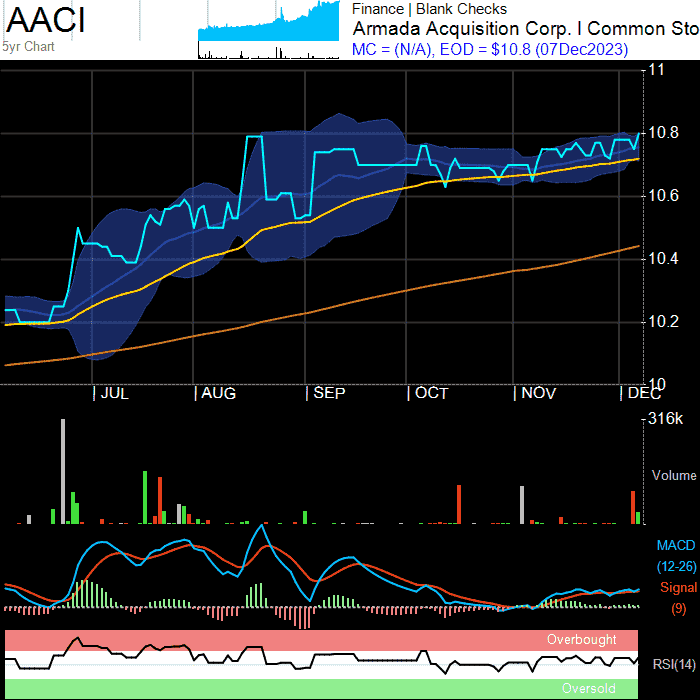 AACI
5yr Chart
Finance | Blank Checks
Armada Acquisition Corp. I Common Sto
MC = (N/A), EOD = $10.8 (07Dec2023)
11
10.8
10.6
10.4
10.2
10
JUL
AUG
SEP
OCT
NOV
DEC
316k
Volume
MACD
(12-26)
Signal
(9)
Overbought
RSI(14)
Oversold